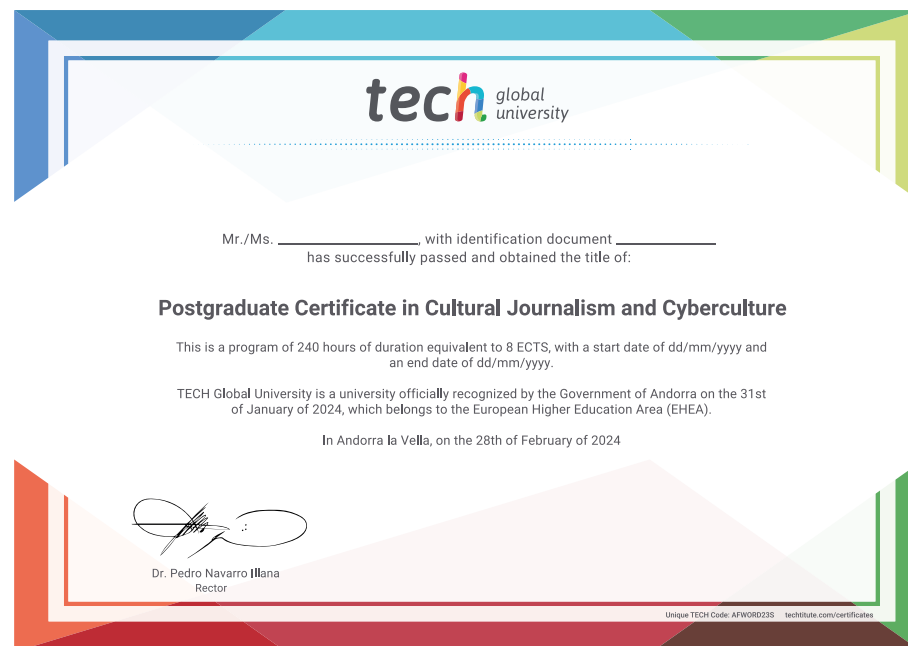 tech global university
Mr./Ms. ________________, with identification document ____________
has successfully passed and obtained the title of:
Postgraduate Certificate in Cultural Journalism and Cyberculture
This is a program of 240 hours of duration equivalent to 8 ECTS, with a start date of dd/mm/yyyy and
an end date of dd/mm/yyyy.
TECH Global University is a university officially recognized by the Government of Andorra on the 31st
of January of 2024, which belongs to the European Higher Education Area (EHEA).
In Andorra la Vella, on the 28th of February of 2024
Dr. Pedro Navarro Illana
Rector
Unique TECH Code: AFWORD23S techtitute.com/certificates